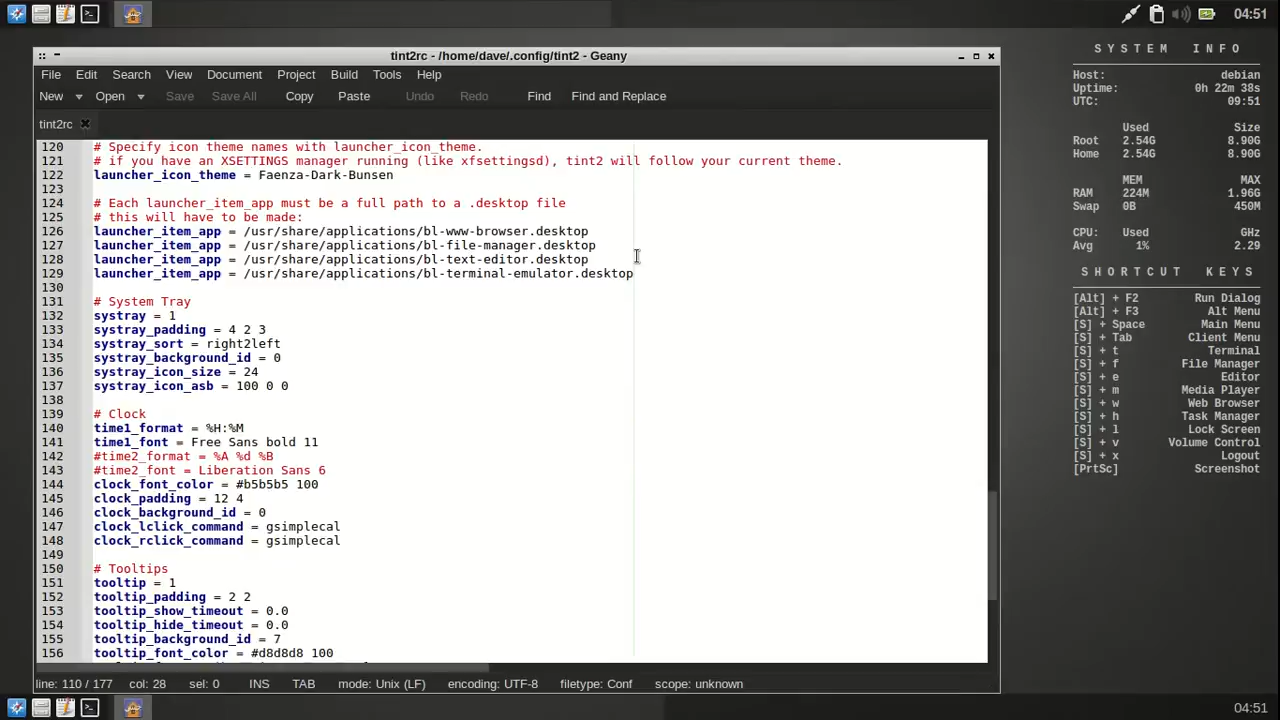 04:51
tint2rc - /home/dave/.config/tint2 - Geany
File Edit Search View Document Project Build Tools Help
New Open Save Save All Copy Paste Undo Redo Find Find and Replace
tint2rc
120 # Specify icon theme names with launcher_icon_theme.
121 # if you have an XSETTINGS manager running (like xfsettingsd), tint2 will follow your current theme.
122 launcher_icon_theme = Faenza-Dark-Bunsen
123
124 # Each launcher_item_app must be a full path to a .desktop file
125 # this will have to be made:
126 launcher_item_app = /usr/share/applications/bl-www-browser.desktop
127 launcher_item_app = /usr/share/applications/bl-file-manager.desktop
128 launcher_item_app = /usr/share/applications/bl-text-editor.desktop
129 launcher_item_app = /usr/share/applications/bl-terminal-emulator.desktop
130
131 # System Tray
132 systray = 1
133 systray_padding = 4 2 3
134 systray_sort = right2left
135 systray_background_id = 0
136 systray_icon_size = 24
137 systray_icon_asb = 100 0 0
138
139 # Clock
140 time1_format = %H:%M
141 time1_font = Free Sans bold 11
142 #time2_format = %A %d %B
143 #time2_font = Liberation Sans 6
144 clock_font_color = #b5b5b5 100
145 clock_padding = 12 4
146 clock_background_id = 0
147 clock_lclick_command = gsimplecal
148 clock_rclick_command = gsimplecal
149
150 # Tooltips
151 tooltip = 1
152 tooltip_padding = 2 2
153 tooltip_show_timeout = 0.0
154 tooltip_hide_timeout = 0.0
155 tooltip_background_id = 7
156 tooltip_font_color = #d8d8d8 100
line: 110 / 177 col: 28 sel: 0 INS TAB mode: Unix (LF) encoding: UTF-8 filetype: Conf scope: unknown
SYSTEM INFO
Host: debian
Uptime: 0h 22m 38s
UTC: 09:51
Used Size
Root 2.54G 8.90G
Home 2.54G 8.90G
MEM MAX
RAM 224M 1.96G
Swap 0B 450M
CPU: Used GHz
Avg 1% 2.29
SHORTCUT KEYS
[Alt] + F2 Run Dialog
[Alt] + F3 Alt Menu
[S] + Space Main Menu
[S] + Tab Client Menu
[S] + t Terminal
[S] + f File Manager
[S] + e Editor
[S] + m Media Player
[S] + w Web Browser
[S] + h Task Manager
[S] + l Lock Screen
[S] + v Volume Control
[S] + x Logout
[PrtSc] Screenshot
04:51